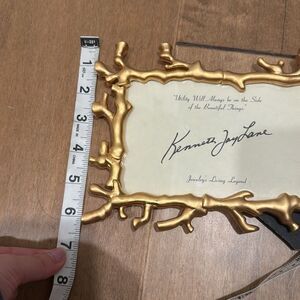 "Utility Will Always be on the Side
of the Beautiful Things"
Kenneth Jay Lane
Jewelry's Living Legend
1
2
3
4
5
6
7
8